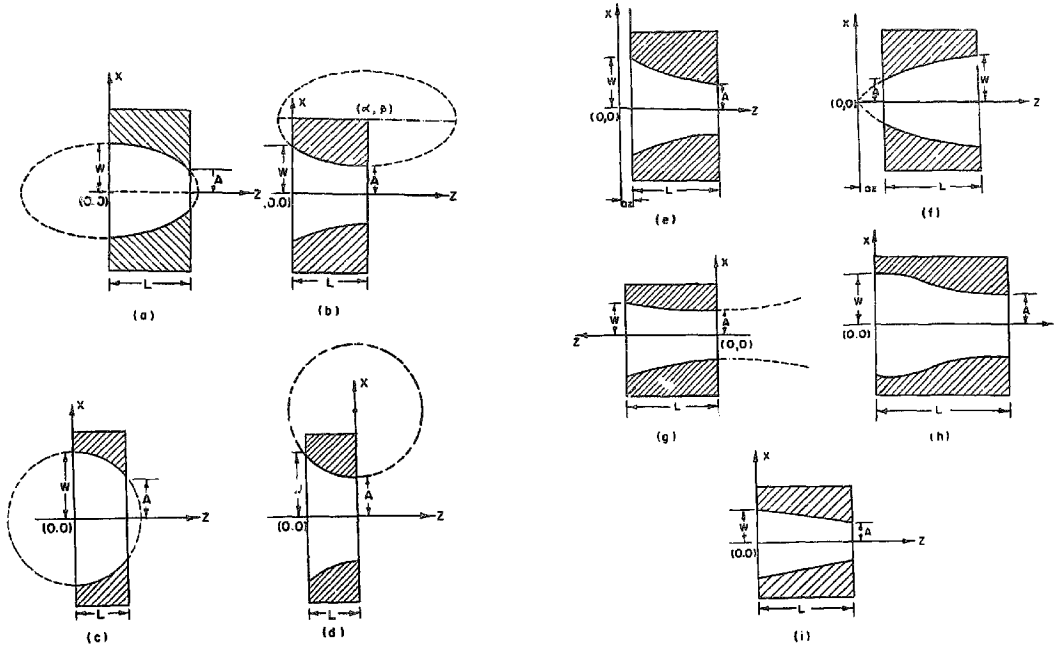 X
W
A
Z
(0.0)
L
(a)
X
(α, β)
W
A
Z
,0.0)
L
(b)
X
W
A
Z
(0.0)
L
(c)
X
A
Z
(0.0)
L
(d)
X
W
A
Z
(0,0)
L
(e)
X
A
W
Z
(0,0)
L
(f)
X
W
A
Z
(0,0)
L
(g)
X
W
A
(0.0)
L
(h)
X
W
A
Z
(0.0)
L
(i)